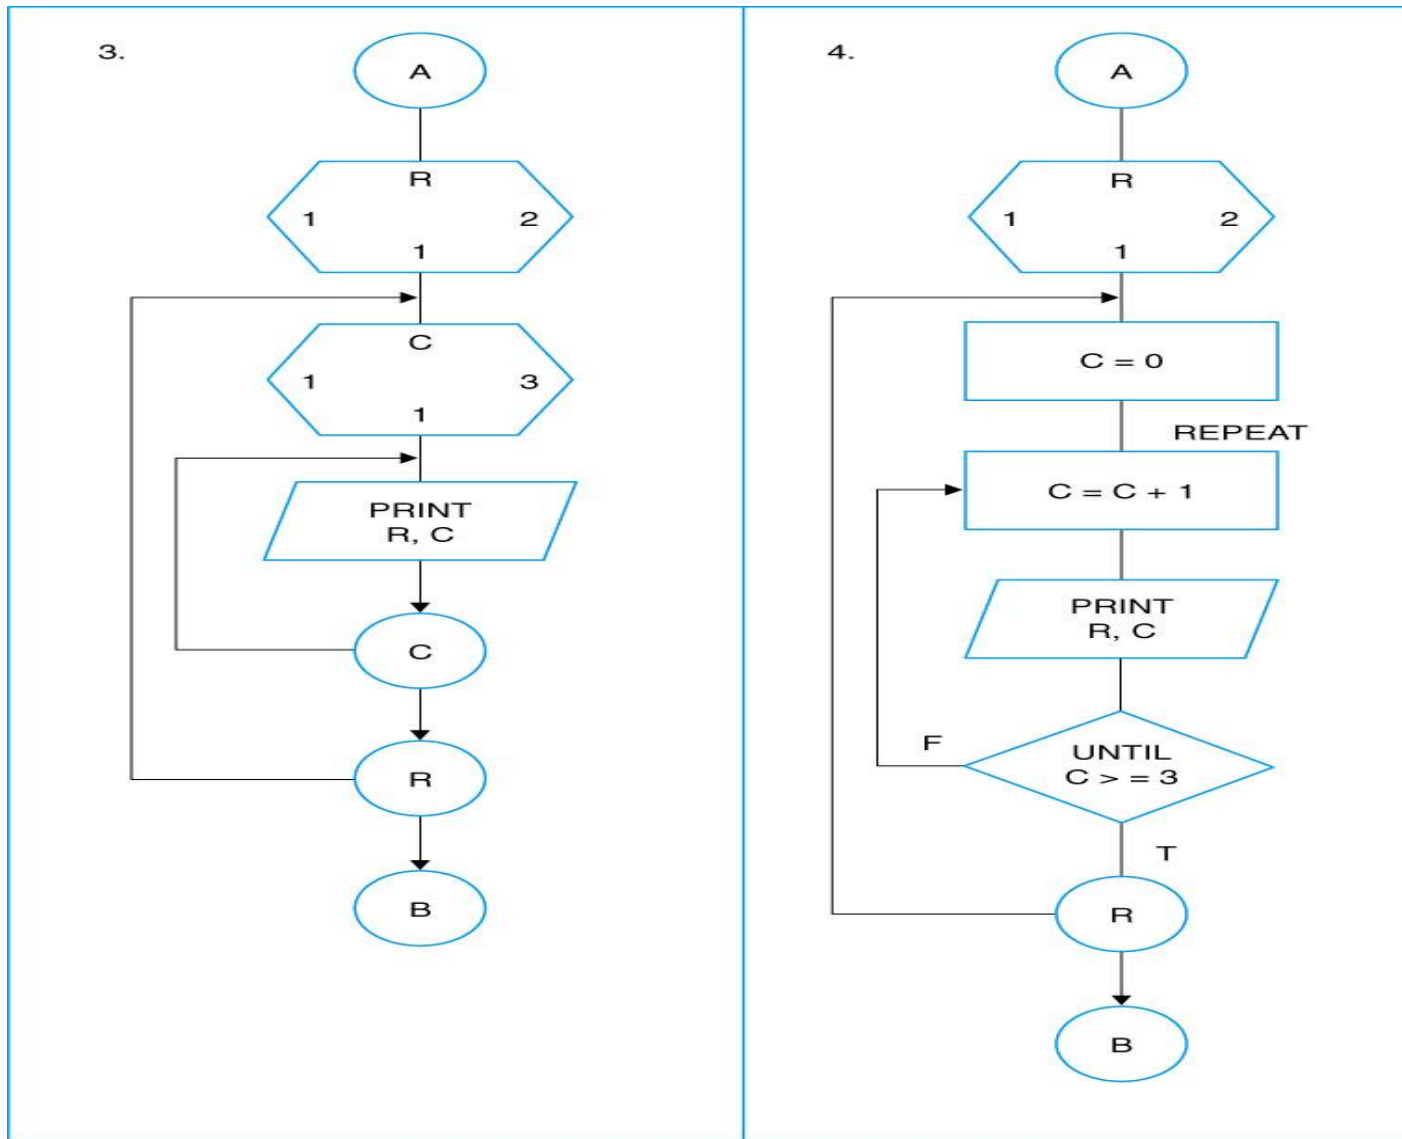 3.
A
R
1 2
1
C
1 3
1
PRINT
R, C
C
R
B
4.
A
R
1 2
1
C = 0
REPEAT
C = C + 1
PRINT
R, C
F
UNTIL
C > = 3
T
R
B